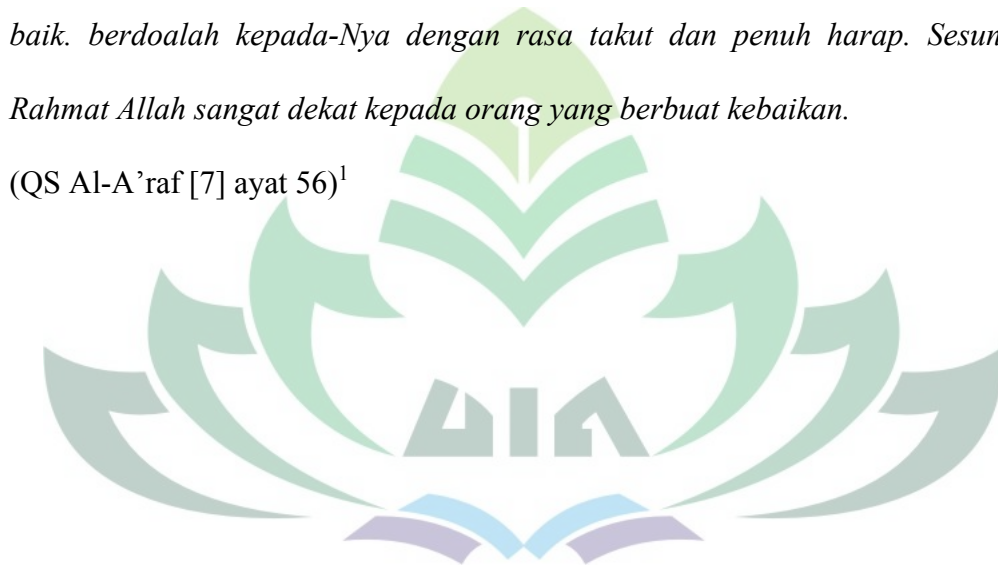 baik. berdoalah kepada-Nya dengan rasa takut dan penuh harap. Sesun
Rahmat Allah sangat dekat kepada orang yang berbuat kebaikan.
(QS Al-A’raf [7] ayat 56)1
UIN